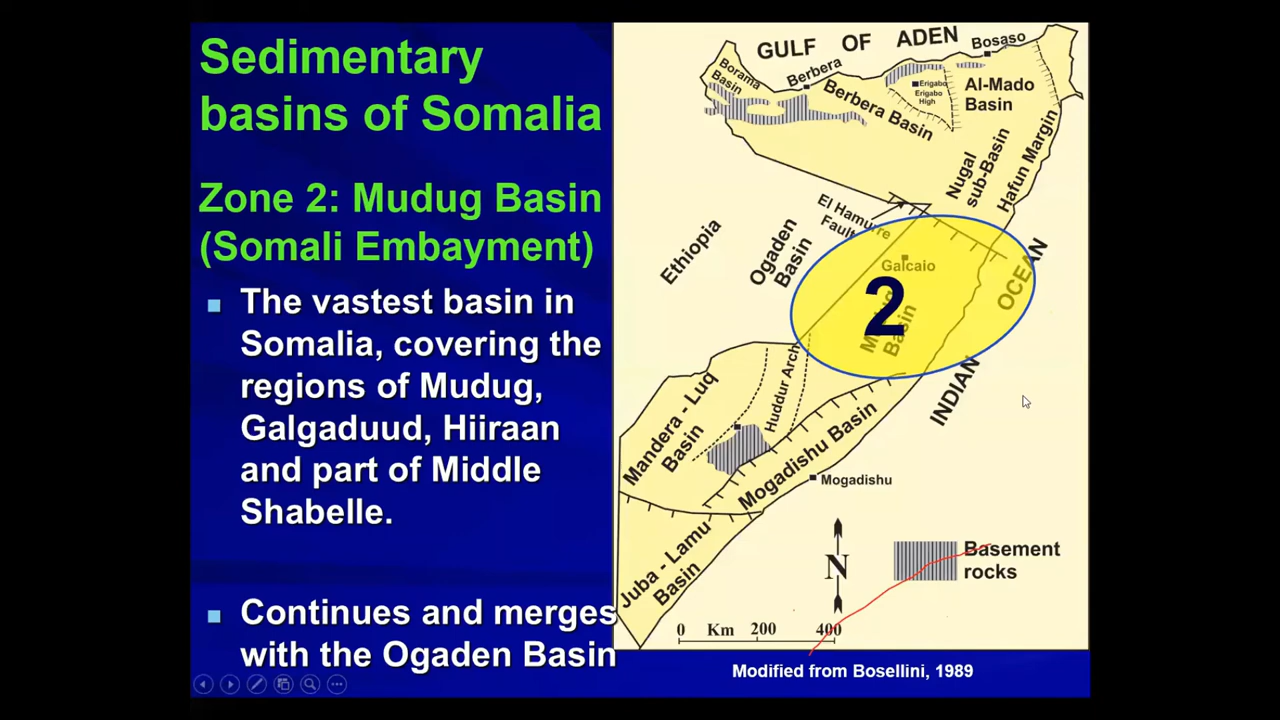 Sedimentary
basins of Somalia
Zone 2: Mudug Basin
(Somali Embayment)
The vastest basin in
Somalia, covering the
regions of Mudug,
Galgaduud, Hiiraan
and part of Middle
Shabelle.
Continues and merges
with the Ogaden Basin
GULF OF ADEN
Bosaso
Borama
Basin
Berbera
Berbera Basin
Erigabo
Erigabo
High
Al-Mado
Basin
Nugal
sub-Basin
Hafun Margin
El Hamurre
Fault
Ethiopia
Ogaden
Basin
Galcaio
2
Mudug
Basin
INDIAN OCEAN
Mandera - Luq
Basin
Huddur Arch
Mogadishu Basin
Mogadishu
Juba - Lamu
Basin
N
Basement
rocks
0 Km 200 400
Modified from Bosellini, 1989